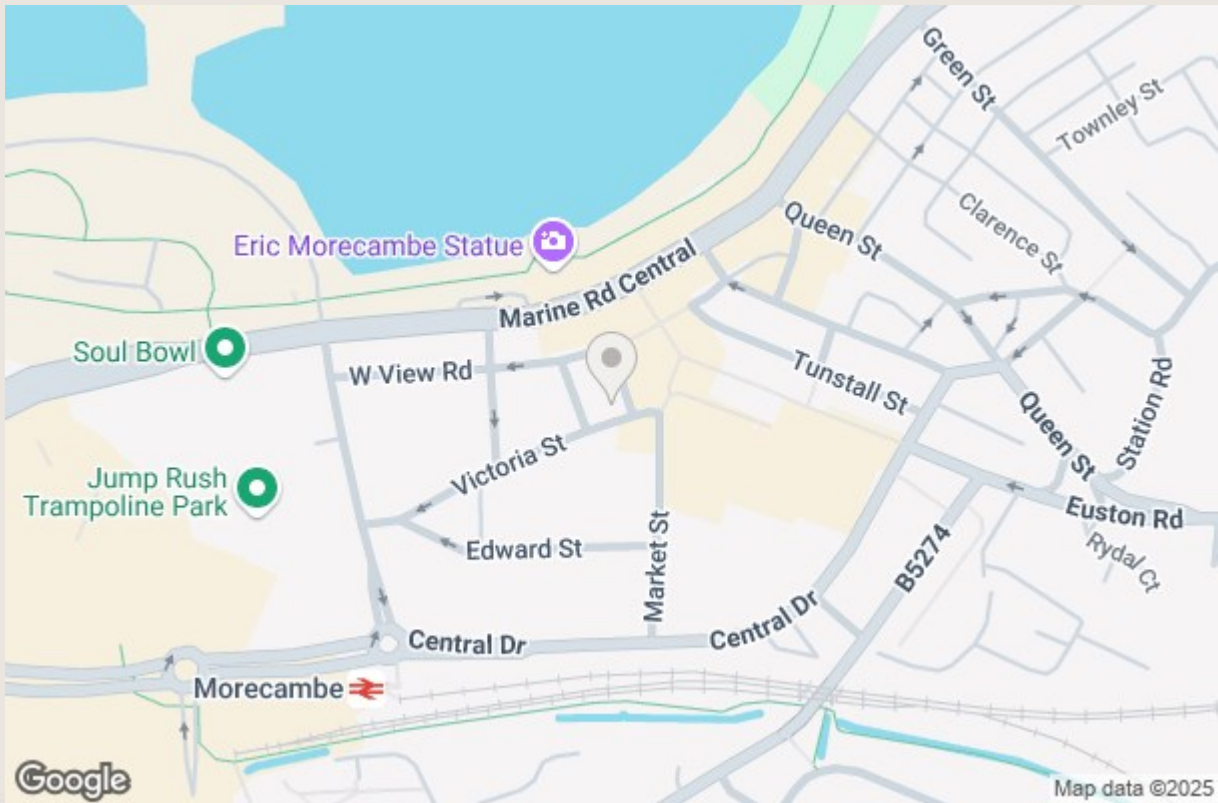 Green St
Townley St
Clarence St
Queen St
Eric Morecambe Statue
Marine Rd Central
Soul Bowl
W View Rd
Tunstall St
Station Rd
Queen St
Victoria St
Jump Rush
Trampoline Park
Euston Rd
Edward St
Market St
B5274
Rydal Ct
Central Dr
Central Dr
Morecambe
Google
Map data ©2025